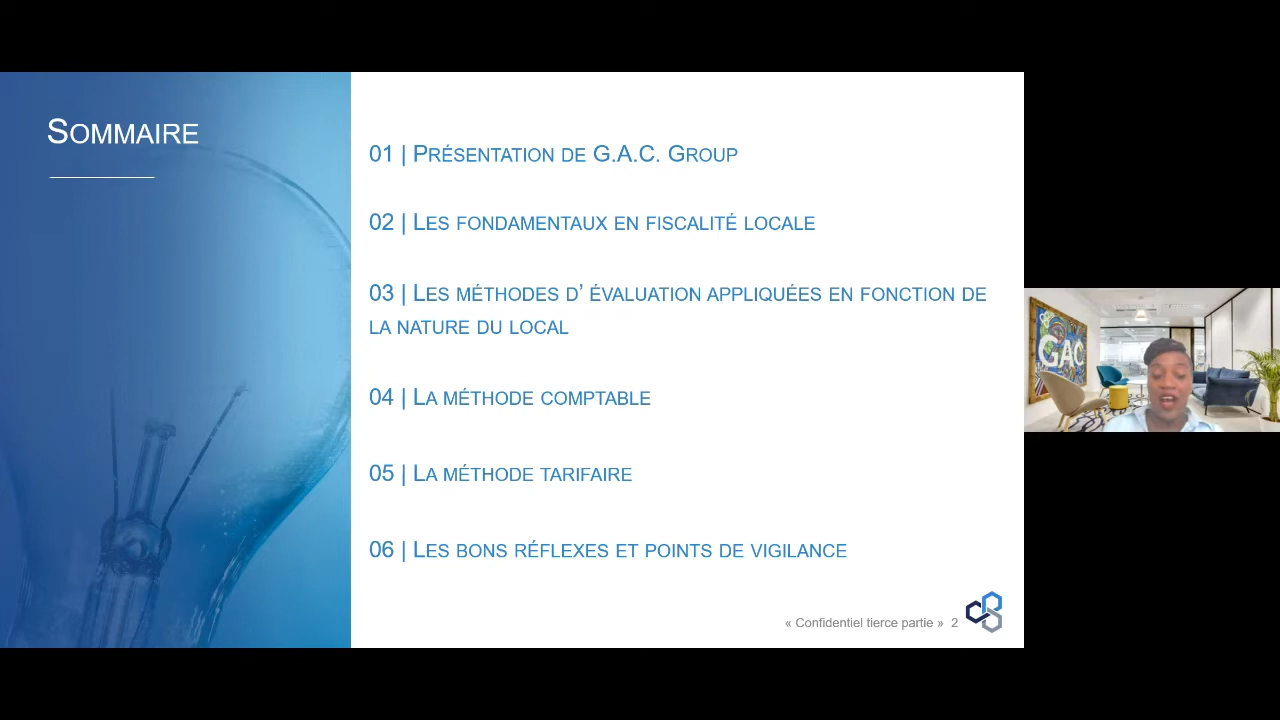 SOMMAIRE
01 | PRÉSENTATION DE G.A.C. GROUP
02 | LES FONDAMENTAUX EN FISCALITÉ LOCALE
03 | LES MÉTHODES D’ ÉVALUATION APPLIQUÉES EN FONCTION DE
LA NATURE DU LOCAL
04 | LA MÉTHODE COMPTABLE
05 | LA MÉTHODE TARIFAIRE
06 | LES BONS RÉFLEXES ET POINTS DE VIGILANCE
« Confidentiel tierce partie » 2
GAC